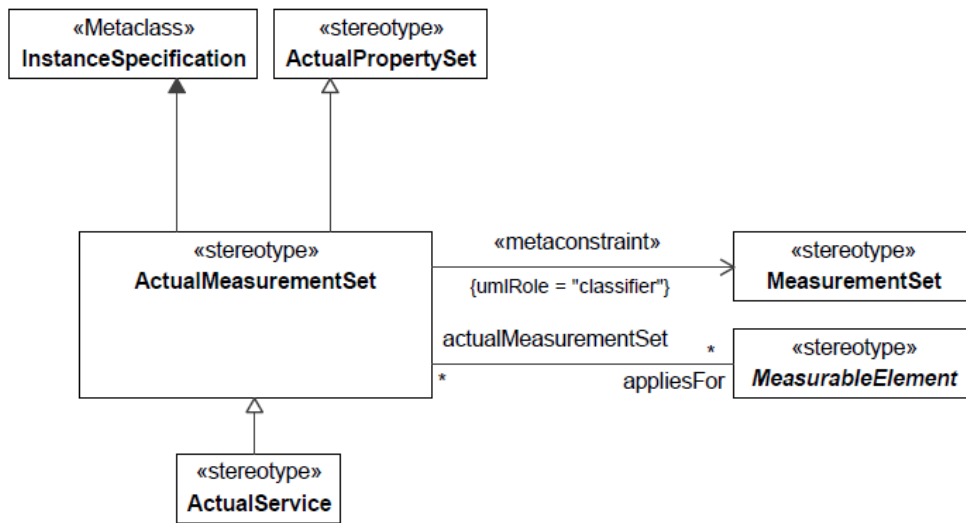 «Metaclass»
InstanceSpecification
«stereotype»
ActualPropertySet
«stereotype»
ActualMeasurementSet
«metaconstraint»
{umlRole = "classifier"}
«stereotype»
MeasurementSet
actualMeasurementSet
*
*
appliesFor
«stereotype»
MeasurableElement
«stereotype»
ActualService